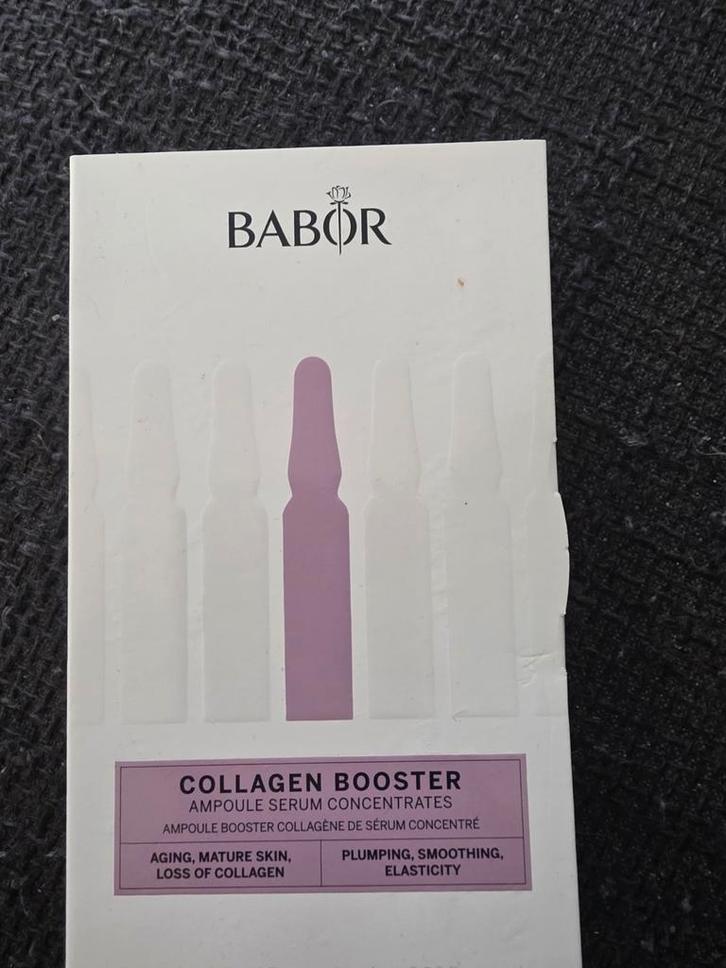 BABOR
COLLAGEN BOOSTER
AMPOULE SERUM CONCENTRATES
AMPOULE BOOSTER COLLAGÈNE DE SÉRUM CONCENTRÉ
AGING, MATURE SKIN,
LOSS OF COLLAGEN
PLUMPING, SMOOTHING,
ELASTICITY